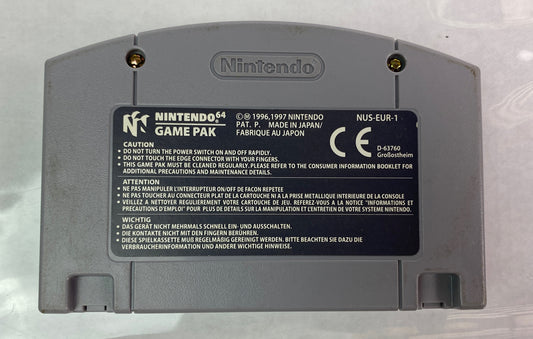 Nintendo
NINTENDO 64
GAME PAK
©Ⓜ 1996,1997 NINTENDO
PAT. P. MADE IN JAPAN/
FABRIQUE AU JAPON
NUS-EUR-1
CE
D-63760
Großostheim
CAUTION
• DO NOT TURN THE POWER SWITCH ON AND OFF RAPIDLY.
• DO NOT TOUCH THE EDGE CONNECTOR WITH YOUR FINGERS.
• THIS GAME PAK MUST BE CLEANED REGULARLY. PLEASE REFER TO THE CONSUMER INFORMATION BOOKLET FOR
ADDITIONAL PRECAUTIONS AND MAINTENANCE DETAILS.
ATTENTION
• NE PAS MANIPULER L'INTERRUPTEUR ON/OFF DE FACON REPETEE
• NE PAS TOUCHER AU CONNECTEUR PLAT DE LA CARTOUCHE NI A LA PRISE METALLIQUE INTERIEURE DE LA CONSOLE
• VEILLEZ A NETTOYER REGULIEREMENT VOTRE CARTOUCHE DE JEU. REFEREZ-VOUS A LA NOTICE "INFORMATIONS ET
PRECAUTIONS D'EMPLOI" POUR PLUS DE DETAILS SUR LA MANIPULATION ET L'ENTRETIEN DE VOTRE SYSTEME NINTENDO.
WICHTIG
• DAS GERÄT NICHT MEHRMALS SCHNELL EIN- UND AUSSCHALTEN.
• DIE KONTAKTE NICHT MIT DEN FINGERN BERÜHREN.
• DIESE SPIELKASSETTE MUß REGELMÄßIG GEREINIGT WERDEN. BITTE BEACHTEN SIE DAZU DIE
VERBRAUCHERINFORMATION UND ANDERE WICHTIGE HINWEISE.